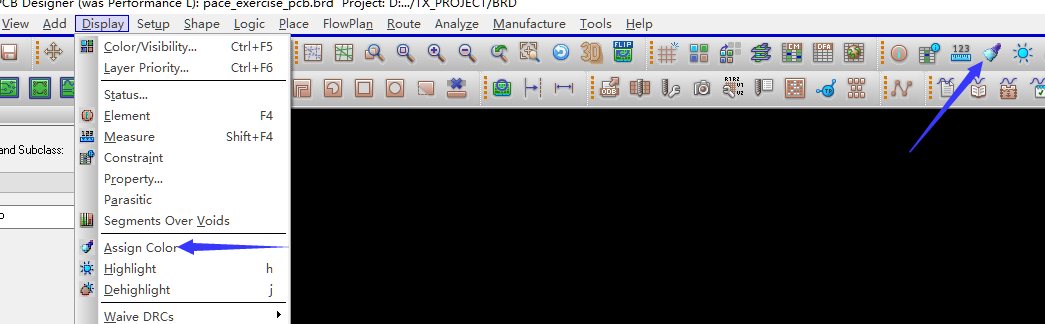 PCB Designer (was Performance L): pace_exercise_pcb.brd Project: D:.../TX_PROJECT/BRD
View Add Display Setup Shape Logic Place FlowPlan Route Analyze Manufacture Tools Help
Color/Visibility... Ctrl+F5
Layer Priority... Ctrl+F6
Status...
Element F4
Measure Shift+F4
Constraint
Property...
Parasitic
Segments Over Voids
Assign Color
Highlight h
Dehighlight j
Waive DRCs
and Subclass:
3D
FLIP
CM
DFA
123
ODB
R1R2
U1
V2